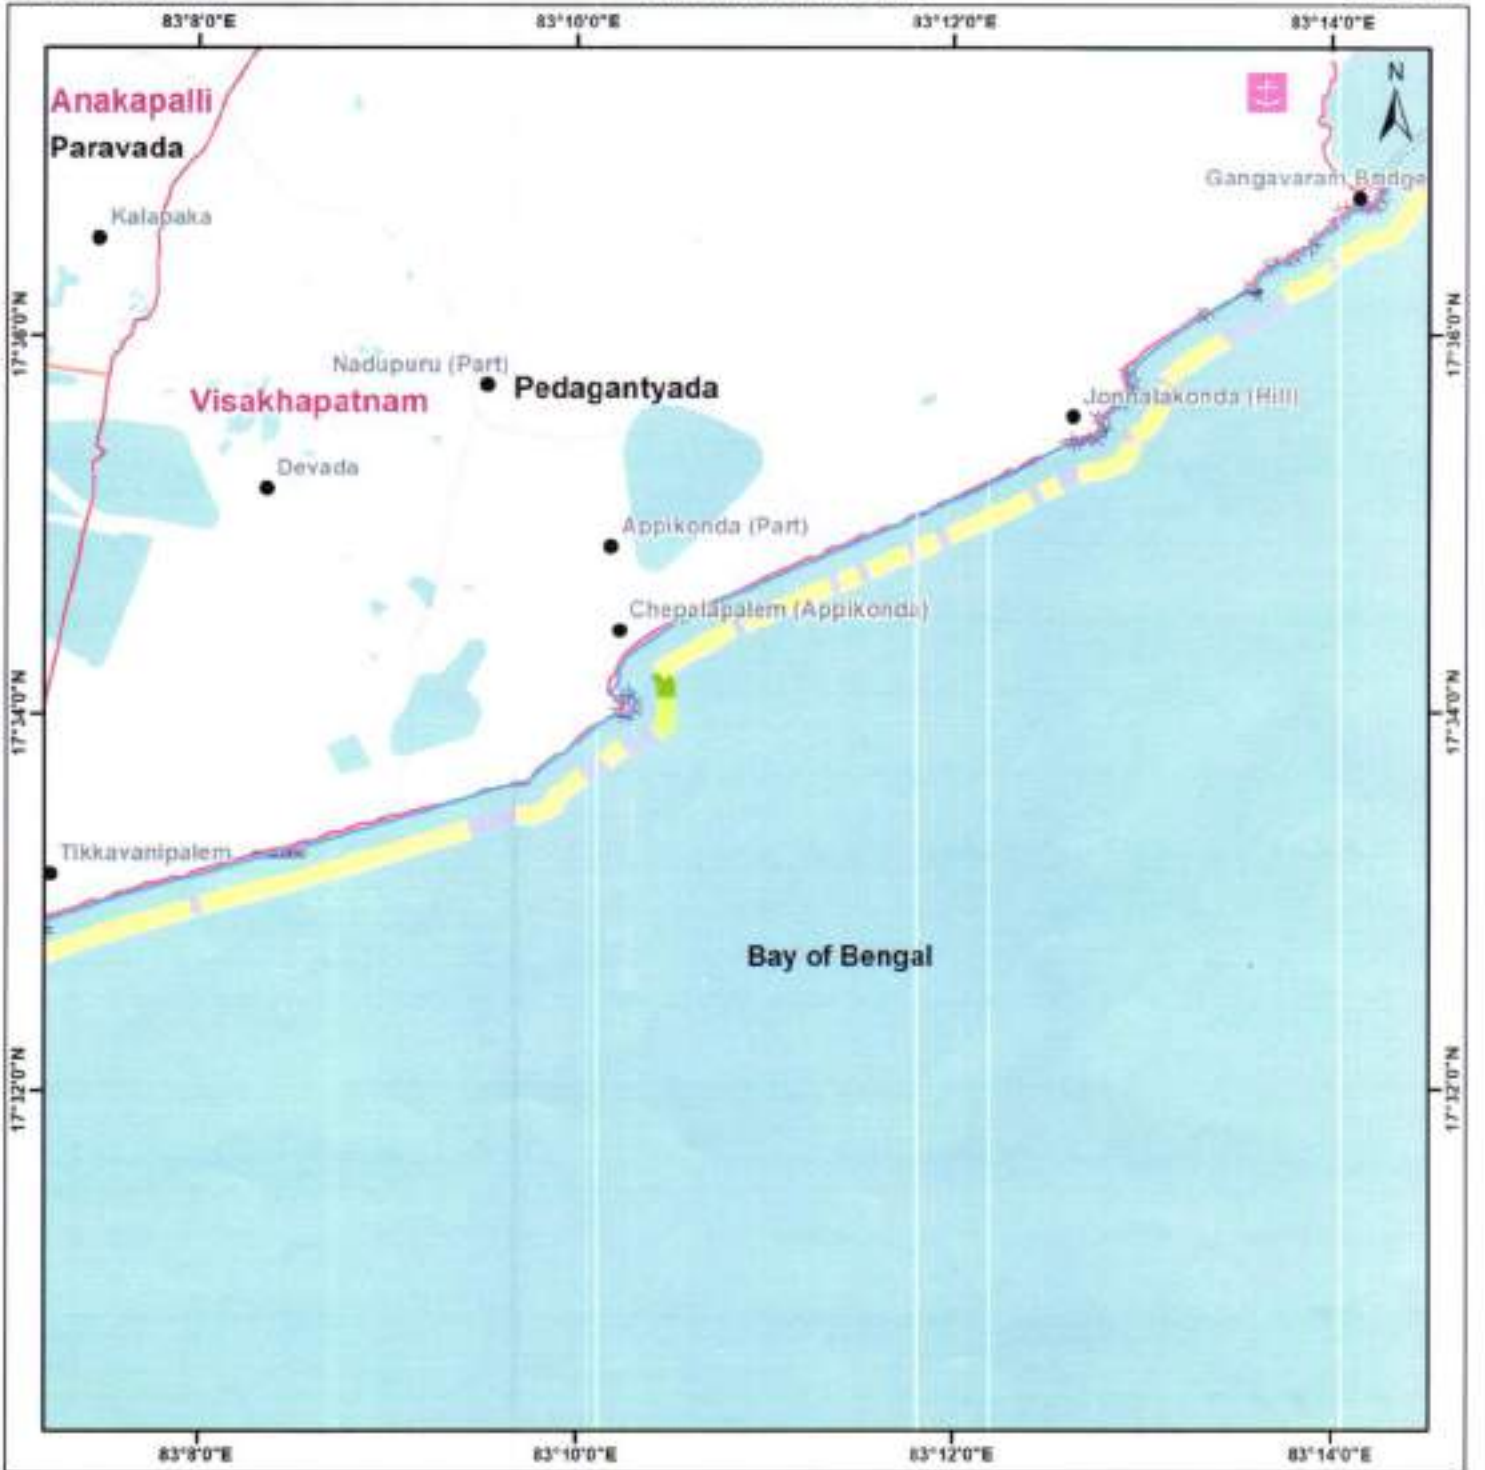 83°8'0"E 83°10'0"E 83°12'0"E 83°14'0"E
N
Anakapalli
Paravada
Gangavaram Bridge
Kalapaka
17°36'0"N 17°36'0"N
Nadupuru (Part)
Pedagantyada
Visakhapatnam
Jonnalakonda (Hill)
Devada
Appikonda (Part)
Chepalapalem (Appikonda)
17°34'0"N 17°34'0"N
Tikkavanipalem
Bay of Bengal
17°32'0"N 17°32'0"N
83°8'0"E 83°10'0"E 83°12'0"E 83°14'0"E